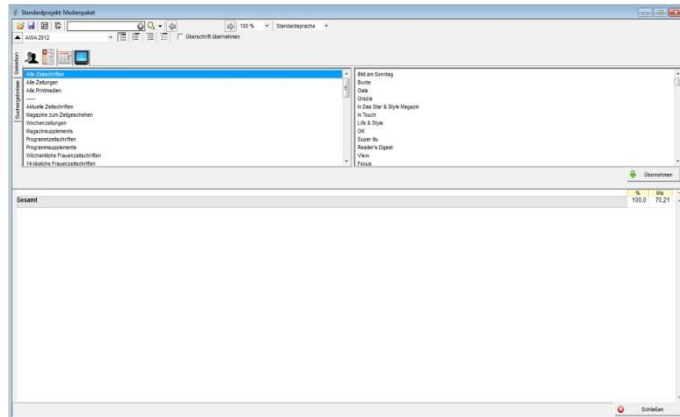 Standardprojekt: Medienpaket
100 %
Standardsprache
AWA 2012
Überschrift übernehmen
Selektion
Suchergebnisse
Alle Zeitschriften
Alle Zeitungen
Alle Printmedien
-----
Aktuelle Zeitschriften
Magazine zum Zeitgeschehen
Wochenzeitungen
Magazinsupplements
Programmzeitschriften
Programmsupplements
Wöchentliche Frauenzeitschriften
14-tägliche Frauenzeitschriften
Bild am Sonntag
Bunte
Gala
Grazia
In Das Star & Style Magazin
In Touch
Life & Style
OK
Super Illu
Reader's Digest
View
Focus
Übernehmen
% Mio
Gesamt 100,0 70,21
Schließen